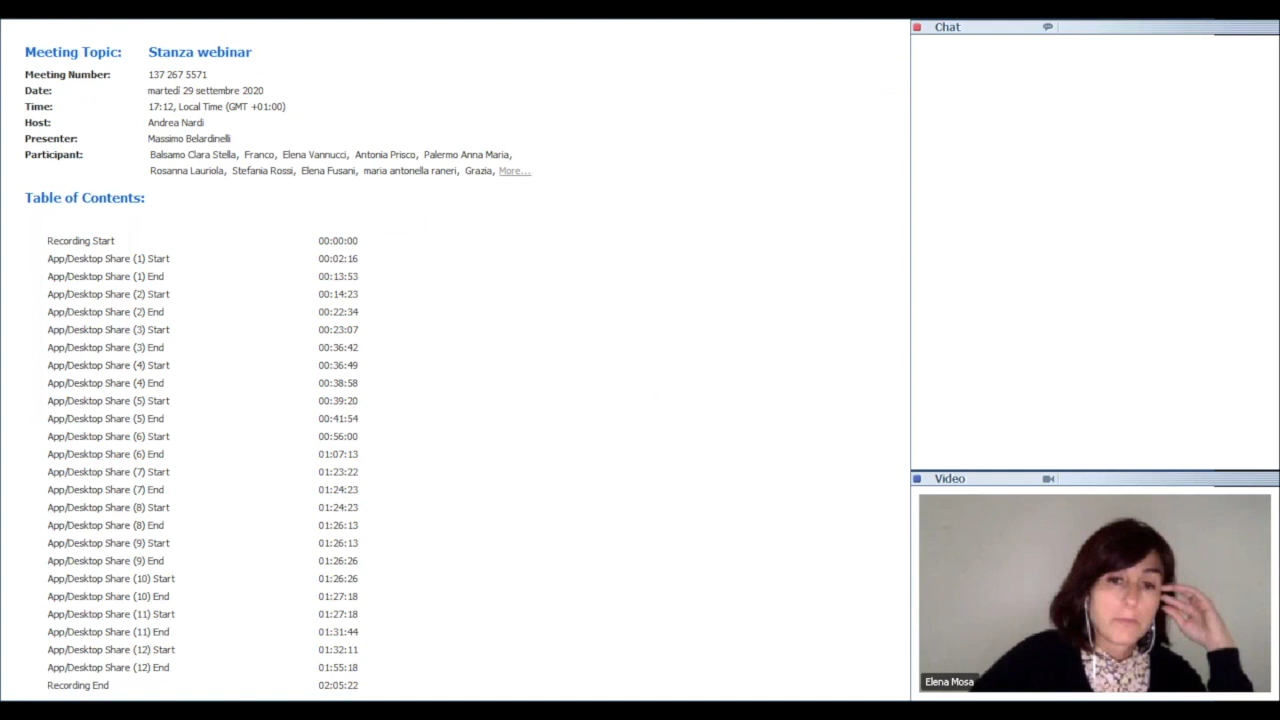 Meeting Topic: Stanza webinar
Meeting Number: 137 267 5571
Date: martedì 29 settembre 2020
Time: 17:12, Local Time (GMT +01:00)
Host: Andrea Nardi
Presenter: Massimo Belardinelli
Participant: Balsamo Clara Stella, Franco, Elena Vannucci, Antonia Prisco, Palermo Anna Maria,
Rosanna Lauriola, Stefania Rossi, Elena Fusani, maria antonella raneri, Grazia, More...
Table of Contents:
Recording Start 00:00:00
App/Desktop Share (1) Start 00:02:16
App/Desktop Share (1) End 00:13:53
App/Desktop Share (2) Start 00:14:23
App/Desktop Share (2) End 00:22:34
App/Desktop Share (3) Start 00:23:07
App/Desktop Share (3) End 00:36:42
App/Desktop Share (4) Start 00:36:49
App/Desktop Share (4) End 00:38:58
App/Desktop Share (5) Start 00:39:20
App/Desktop Share (5) End 00:41:54
App/Desktop Share (6) Start 00:56:00
App/Desktop Share (6) End 01:07:13
App/Desktop Share (7) Start 01:23:22
App/Desktop Share (7) End 01:24:23
App/Desktop Share (8) Start 01:24:23
App/Desktop Share (8) End 01:26:13
App/Desktop Share (9) Start 01:26:13
App/Desktop Share (9) End 01:26:26
App/Desktop Share (10) Start 01:26:26
App/Desktop Share (10) End 01:27:18
App/Desktop Share (11) Start 01:27:18
App/Desktop Share (11) End 01:31:44
App/Desktop Share (12) Start 01:32:11
App/Desktop Share (12) End 01:55:18
Recording End 02:05:22
Chat
Video
Elena Mosa